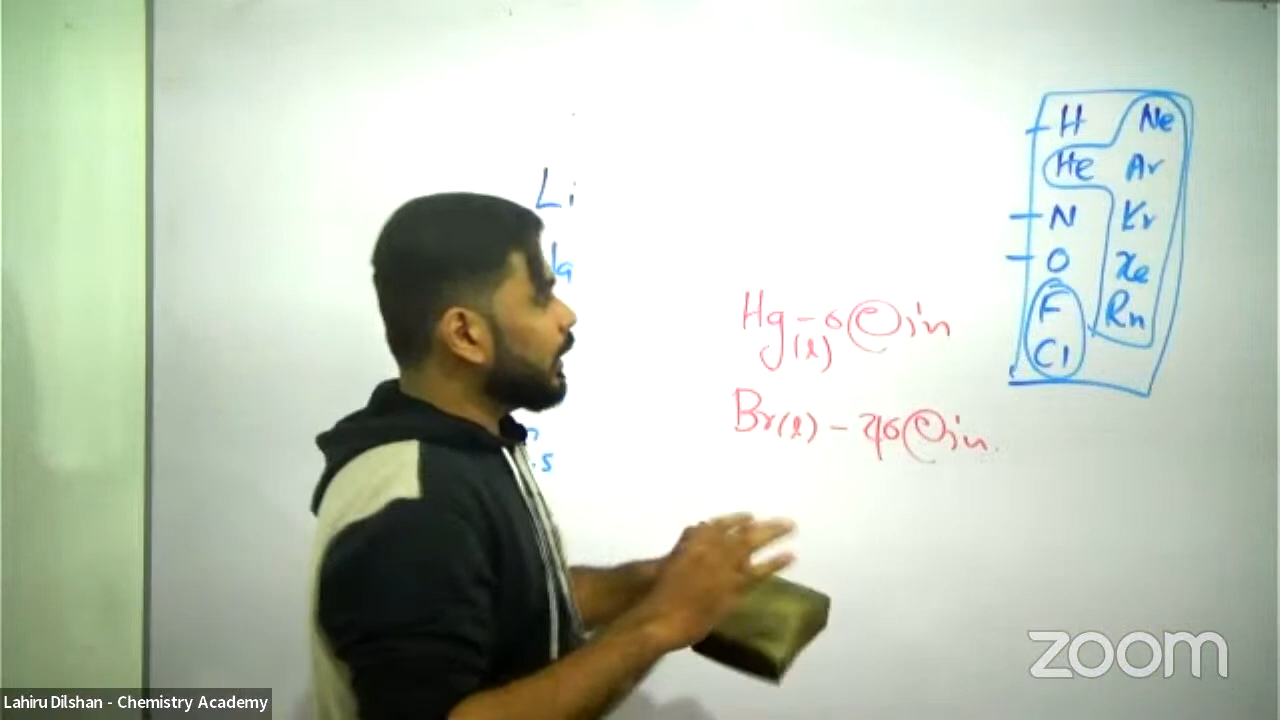 Li
Hg(l) - ලෝහ
Br(l) - අලෝහ.
H Ne
He Ar
N Kr
O Xe
F Rn
Cl
zoom
Lahiru Dilshan - Chemistry Academy